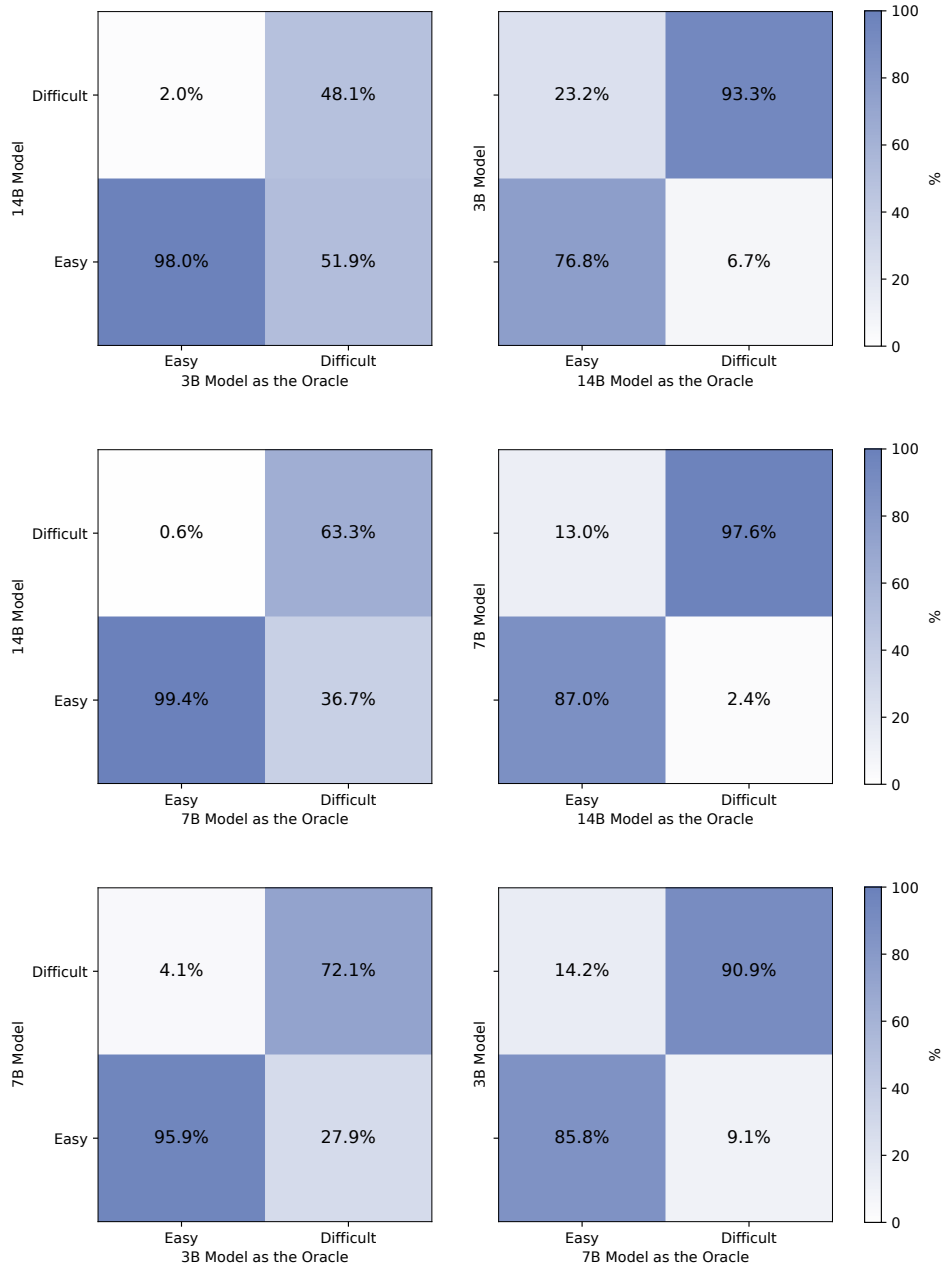 100
Difficult
2.0%
48.1%
23.2%
93.3%
80
14B Model
3B Model
60
%
40
Easy
98.0%
51.9%
76.8%
6.7%
20
0
Easy
Difficult
Easy
Difficult
3B Model as the Oracle
14B Model as the Oracle
100
Difficult
0.6%
63.3%
13.0%
97.6%
80
14B Model
7B Model
60
%
40
Easy
99.4%
36.7%
87.0%
2.4%
20
0
Easy
Difficult
Easy
Difficult
7B Model as the Oracle
14B Model as the Oracle
100
Difficult
4.1%
72.1%
14.2%
90.9%
80
7B Model
3B Model
60
%
40
Easy
95.9%
27.9%
85.8%
9.1%
20
0
Easy
Difficult
Easy
Difficult
3B Model as the Oracle
7B Model as the Oracle